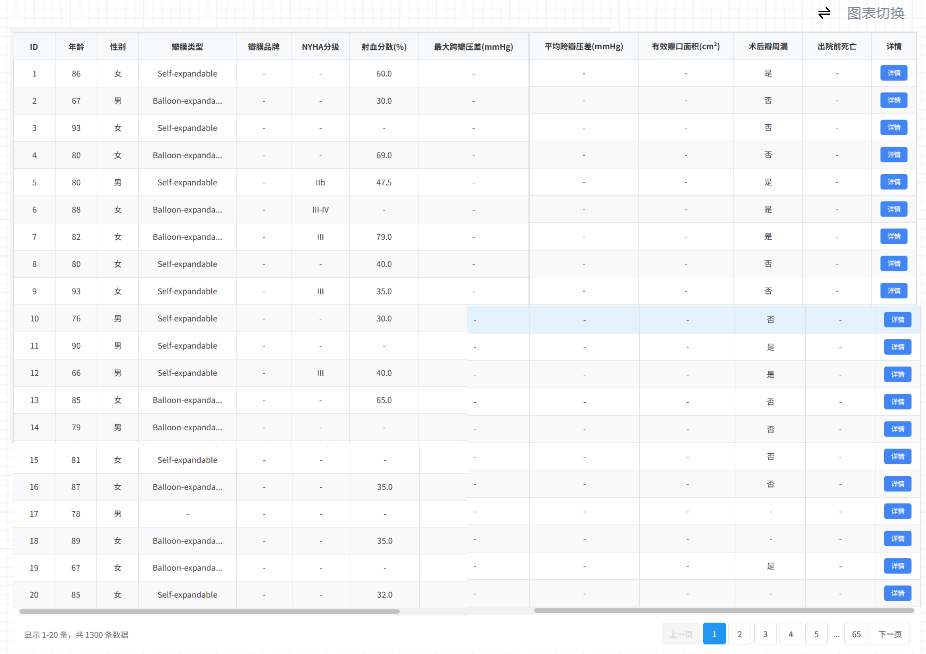 ⇌ 图表切换
ID 年龄 性别 瓣膜类型 瓣膜品牌 NYHA分级 射血分数(%) 最大跨瓣压差(mmHg) 平均跨瓣压差(mmHg) 有效瓣口面积(cm²) 术后瓣周漏 出院前死亡 详情
1 86 女 Self-expandable - - 60.0 - - - 是 - 详情
2 67 男 Balloon-expanda... - - 30.0 - - - 否 - 详情
3 93 女 Self-expandable - - - - - - 否 - 详情
4 80 女 Balloon-expanda... - - 69.0 - - - 否 - 详情
5 80 男 Self-expandable - IIb 47.5 - - - 是 - 详情
6 88 女 Balloon-expanda... - III-IV - - - - 是 - 详情
7 82 女 Balloon-expanda... - III 79.0 - - - 是 - 详情
8 80 女 Self-expandable - - 40.0 - - - 否 - 详情
9 93 女 Self-expandable - III 35.0 - - - 否 - 详情
10 76 男 Self-expandable - - 30.0 - - - 否 - 详情
11 90 男 Self-expandable - - - - - - 是 - 详情
12 66 男 Self-expandable - III 40.0 - - - 是 - 详情
13 85 女 Balloon-expanda... - - 65.0 - - - 否 - 详情
14 79 男 Balloon-expanda... - - - - - - 否 - 详情
15 81 女 Self-expandable - - - - - - 否 - 详情
16 87 女 Balloon-expanda... - - 35.0 - - - 否 - 详情
17 78 男 - - - - - - - - - 详情
18 89 女 Balloon-expanda... - - 35.0 - - - - - 详情
19 67 女 Balloon-expanda... - - - - - - 是 - 详情
20 85 女 Self-expandable - - 32.0 - - - - - 详情
显示 1-20 条，共 1300 条数据 上一页 1 2 3 4 5 ... 65 下一页